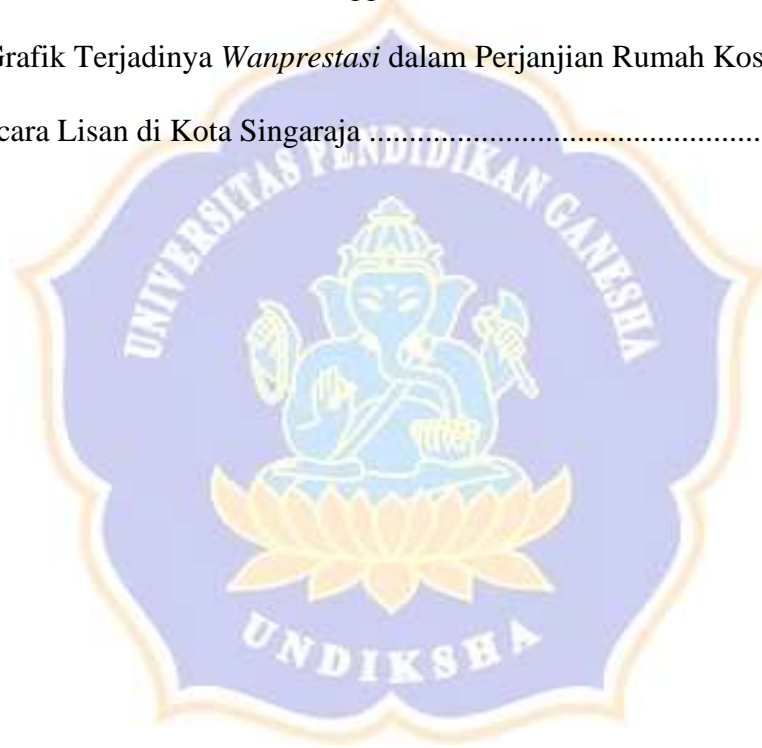 Grafik Terjadinya Wanprestasi dalam Perjanjian Rumah Kos
cara Lisan di Kota Singaraja ................................................
UNIVERSITAS PENDIDIKAN GANESHA
UNDIKSHA